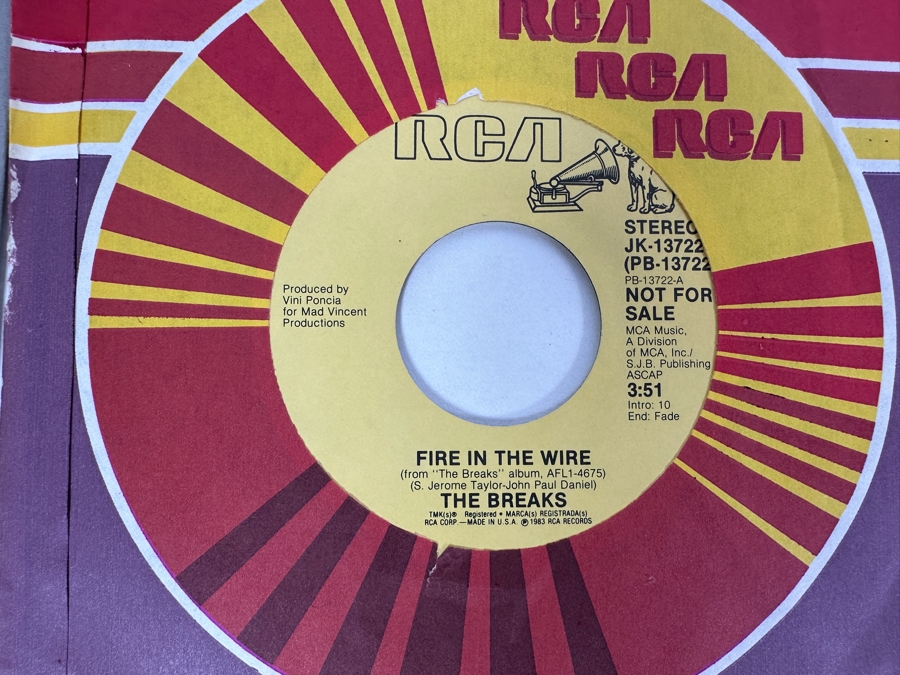 RCA
RCA
RCA
RCA
STEREO
JK-13722
(PB-13722
PB-13722-A
NOT FOR
SALE
MCA Music,
A Division
of MCA, Inc./
S.J.B. Publishing
ASCAP
3:51
Intro: 10
End: Fade
Produced by
Vini Poncia
for Mad Vincent
Productions
FIRE IN THE WIRE
(from "The Breaks" album, AFL1-4675)
(S. Jerome Taylor-John Paul Daniel)
THE BREAKS
TMK(s)® Registered • MARCA(s) REGISTRADA(s)
RCA CORP.—MADE IN U.S.A. ℗ 1983 RCA RECORDS